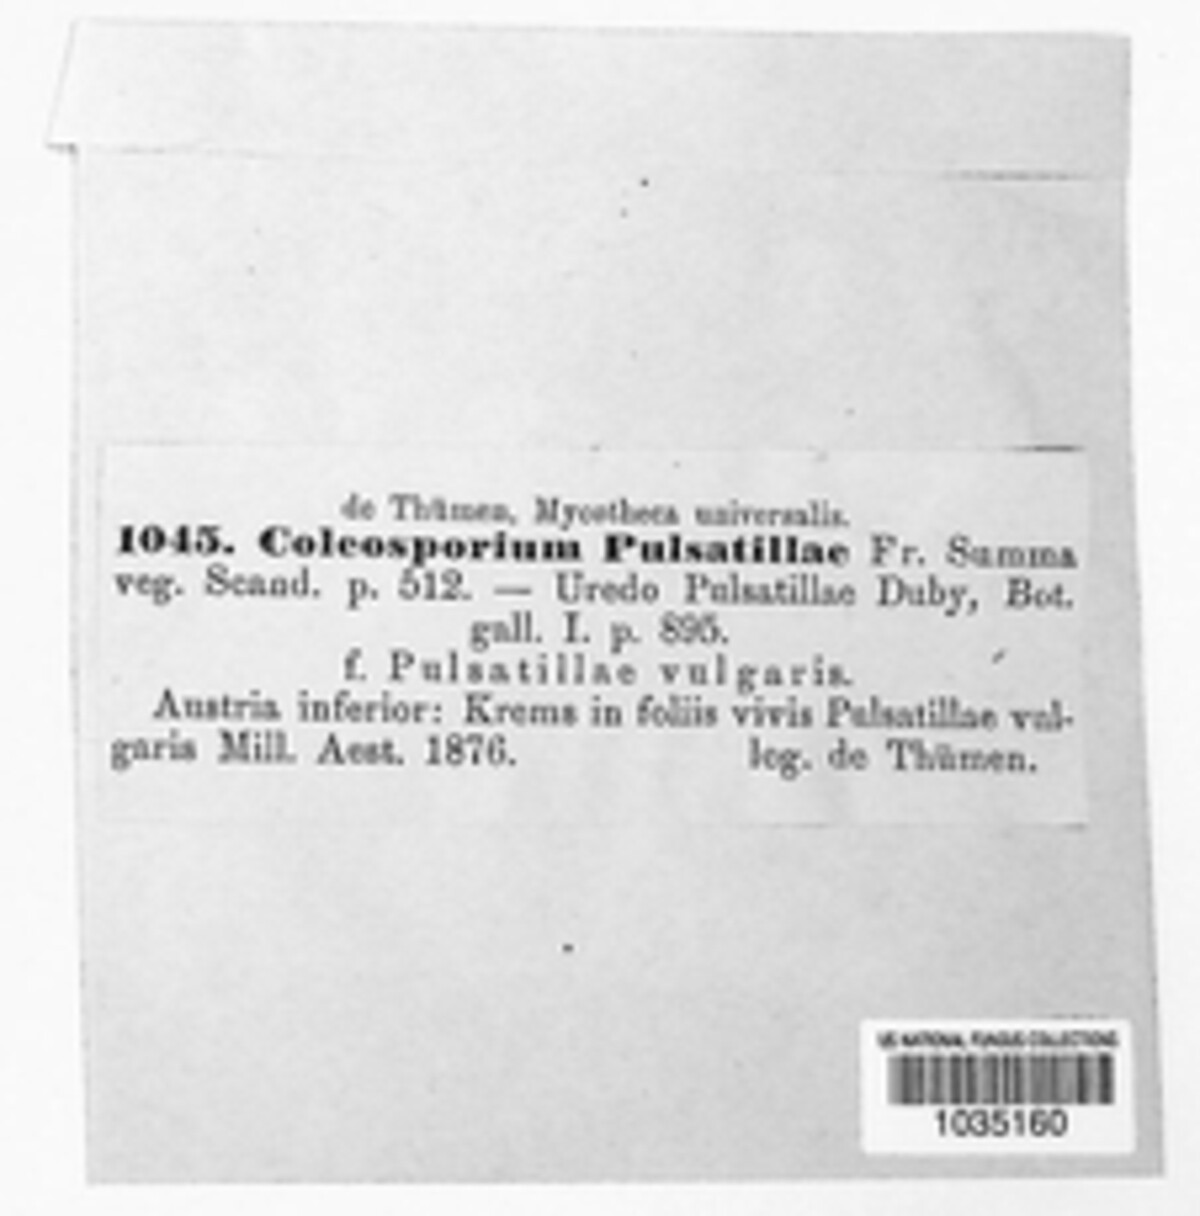 de Thümen, Mycotheca universalis.
1045. Coleosporium Pulsatillae Fr. Summa
veg. Scand. p. 512. — Uredo Pulsatillae Duby, Bot.
gall. I. p. 895.
f. Pulsatillae vulgaris.
Austria inferior: Krems in foliis vivis Pulsatillae vul-
garis Mill. Aest. 1876. leg. de Thümen.
US NATIONAL FUNGUS COLLECTIONS
1035160